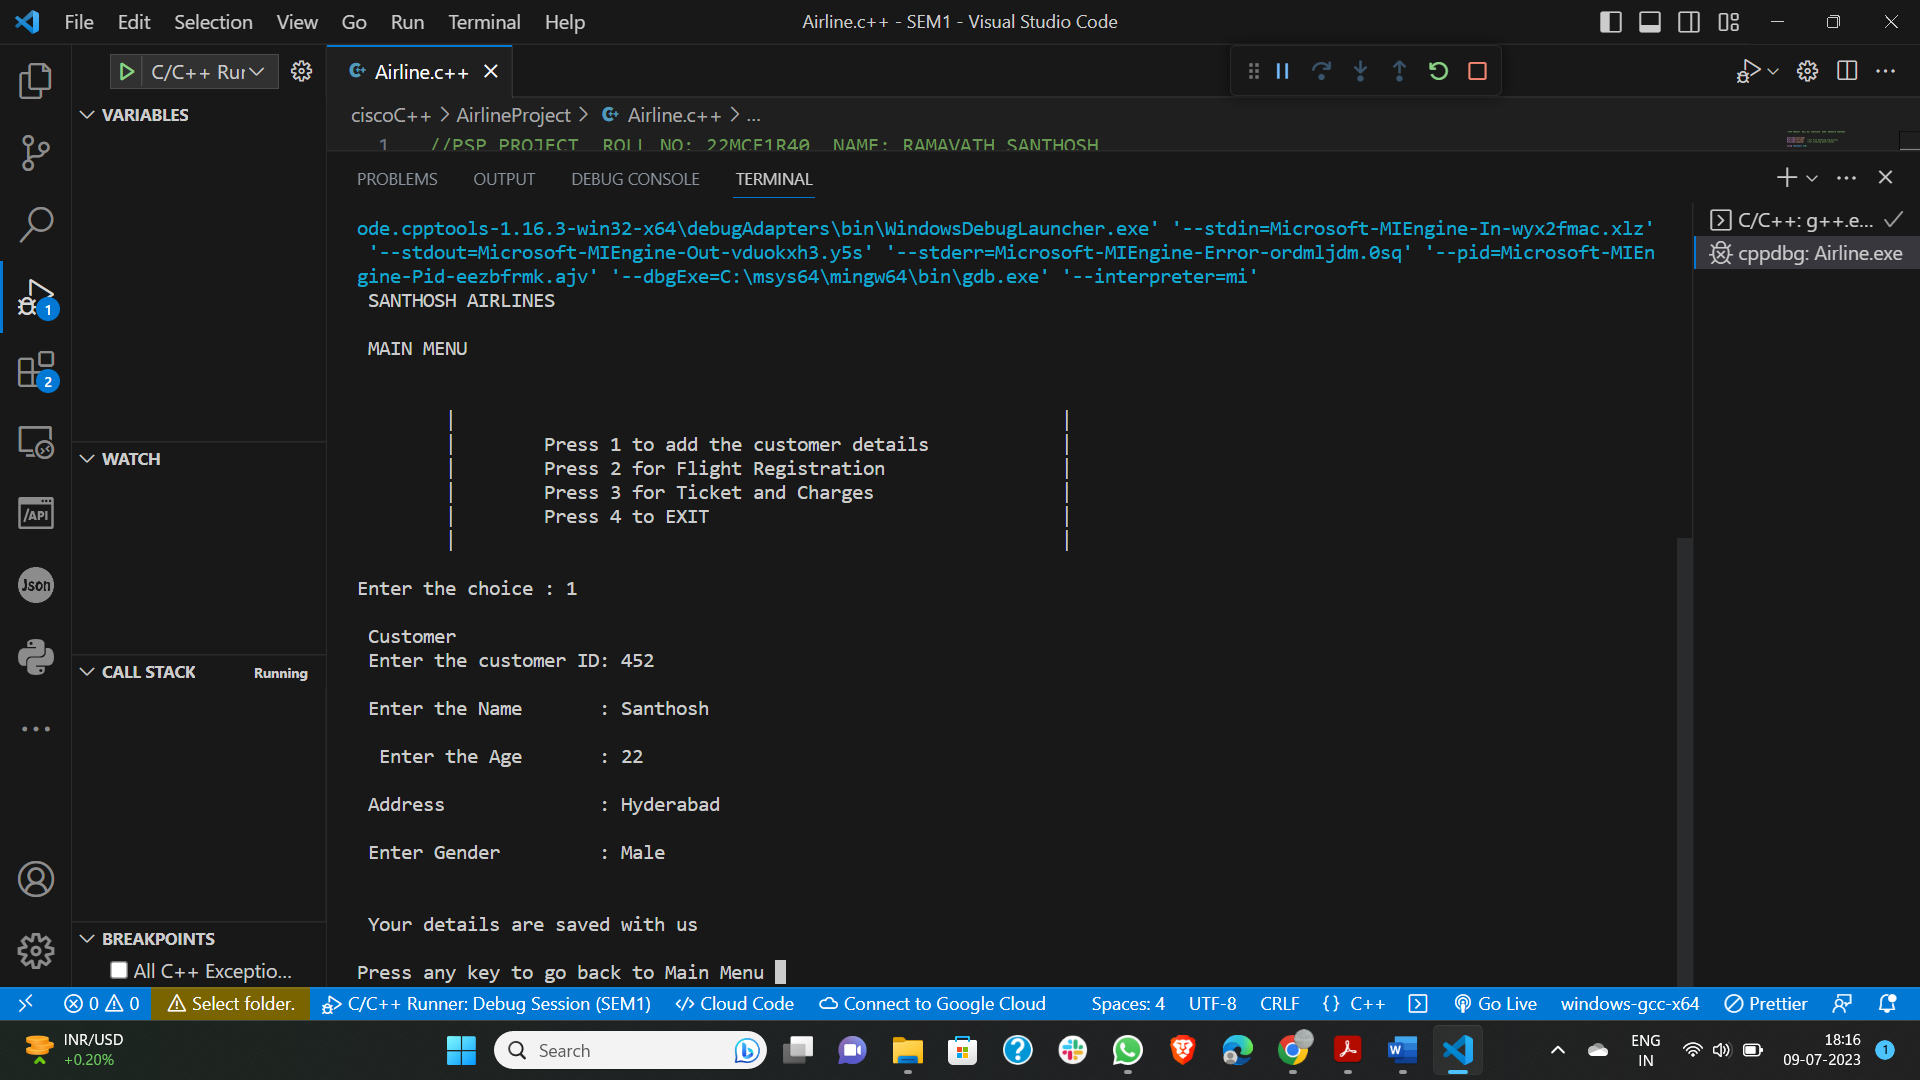 File Edit Selection View Go Run Terminal Help
Airline.c++ - SEM1 - Visual Studio Code
C/C++ Rur
Airline.c++
ciscoC++ > AirlineProject > Airline.c++ > ...
VARIABLES
1 //PSP PROJECT ROLL NO: 22MCF1R40 NAME: RAMAVATH SANTHOSH
PROBLEMS OUTPUT DEBUG CONSOLE TERMINAL
ode.cpptools-1.16.3-win32-x64\debugAdapters\bin\WindowsDebugLauncher.exe' '--stdin=Microsoft-MIEngine-In-wyx2fmac.xlz'
'--stdout=Microsoft-MIEngine-Out-vduokxh3.y5s' '--stderr=Microsoft-MIEngine-Error-ordmljdm.0sq' '--pid=Microsoft-MIEn
gine-Pid-eezbfrmk.ajv' '--dbgExe=C:\msys64\mingw64\bin\gdb.exe' '--interpreter=mi'
SANTHOSH AIRLINES
MAIN MENU
Press 1 to add the customer details
Press 2 for Flight Registration
Press 3 for Ticket and Charges
Press 4 to EXIT
Enter the choice : 1
Customer
Enter the customer ID: 452
Enter the Name : Santhosh
Enter the Age : 22
Address : Hyderabad
Enter Gender : Male
Your details are saved with us
Press any key to go back to Main Menu
C/C++: g++.e...
cppdbg: Airline.exe
WATCH
CALL STACK Running
BREAKPOINTS
All C++ Exceptio...
1
2
/API
Json
0 0 Select folder. C/C++ Runner: Debug Session (SEM1) Cloud Code Connect to Google Cloud Spaces: 4 UTF-8 CRLF {} C++ Go Live windows-gcc-x64 Prettier
INR/USD
+0.20%
Search
ENG
IN
18:16
09-07-2023
1